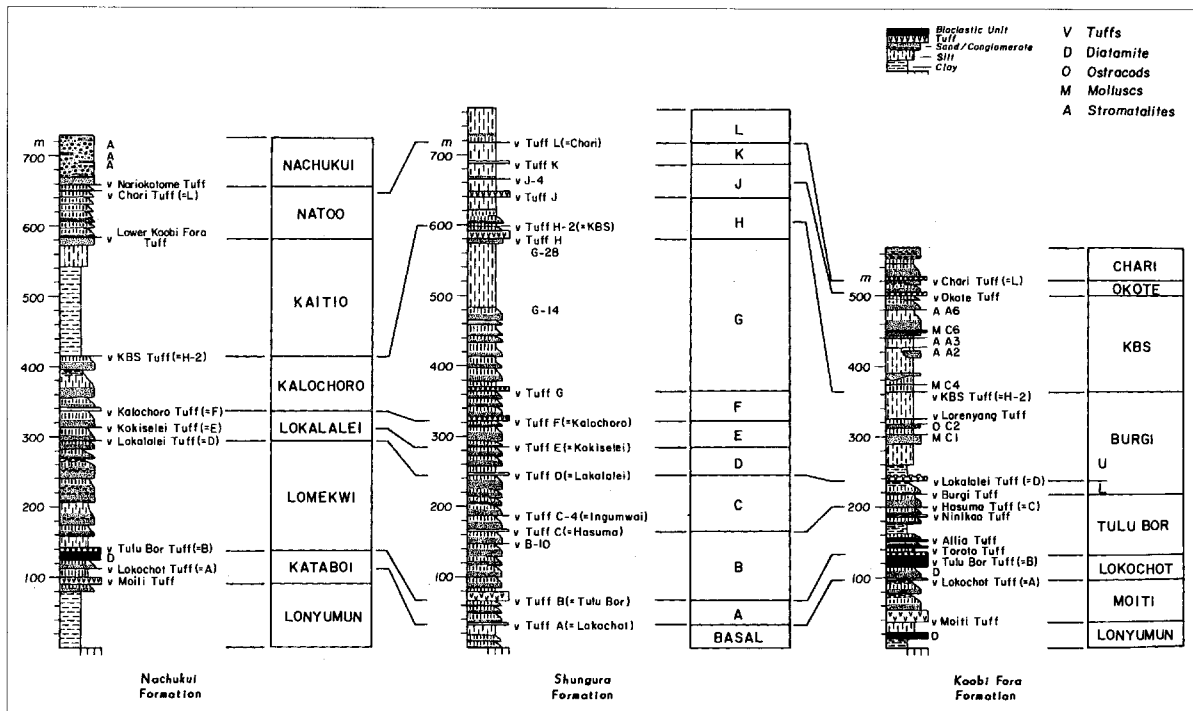 Bioclastic Unit
Tuff
Sand/Conglomerate
Silt
Clay
V Tuffs
D Diatomite
O Ostracods
M Molluscs
A Stromatolites
m
700
600
500
400
300
200
100
A
A
A
v Nariokotome Tuff
v Chari Tuff (=L)
Lower Koobi Fora
v Tuff
v KBS Tuff (=H-2)
v Kalochoro Tuff (=F)
v Kokiselei Tuff (=E)
v Lokalalei Tuff (=D)
v Tulu Bor Tuff (=B)
D
v Lokochot Tuff (=A)
v Moiti Tuff
NACHUKUI
NATOO
KAITIO
KALOCHORO
LOKALALEI
LOMEKWI
KATABOI
LONYUMUN
Nachukui
Formation
m
700
600
500
400
300
200
100
v Tuff L (=Chari)
v Tuff K
v J-4
v Tuff J
v Tuff H-2 (=KBS)
v Tuff H
G-28
G-14
v Tuff G
v Tuff F (=Kalochoro)
v Tuff E (=Kokiselei)
v Tuff D (=Lokalalei)
v Tuff C-4 (=Ingumwai)
v Tuff C (=Hasuma)
v B-10
v Tuff B (=Tulu Bor)
v Tuff A (=Lokochot)
L
K
J
H
G
F
E
D
C
B
A
BASAL
Shungura
Formation
m
500
400
300
200
100
v Chari Tuff (=L)
v Okote Tuff
A A6
M C6
A A3
A A2
M C4
v KBS Tuff (=H-2)
v Lorenyang Tuff
O C2
M C1
v Lokalalei Tuff (=D)
v Burgi Tuff
v Hasuma Tuff (=C)
v Ninikaa Tuff
v Allia Tuff
v Toroto Tuff
v Tulu Bor Tuff (=B)
D
v Lokochot Tuff (=A)
v Moiti Tuff
D
CHARI
OKOTE
KBS
BURGI
U
L
TULU BOR
LOKOCHOT
MOITI
LONYUMUN
Koobi Fora
Formation